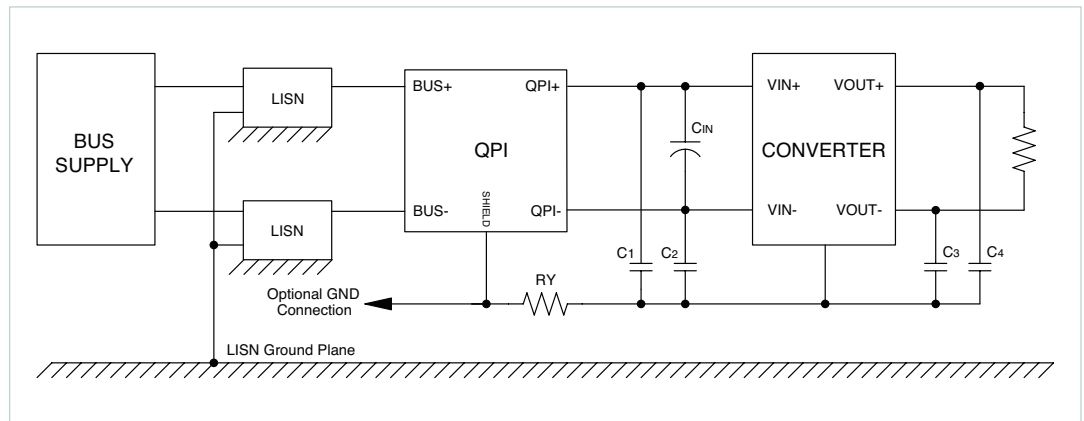 BUS
SUPPLY
LISN
LISN
BUS+
QPI+
QPI
SHIELD
BUS-
QPI-
CIN
C1
C2
VIN+
VOUT+
CONVERTER
VIN-
VOUT-
C3
C4
RY
Optional GND
Connection
LISN Ground Plane